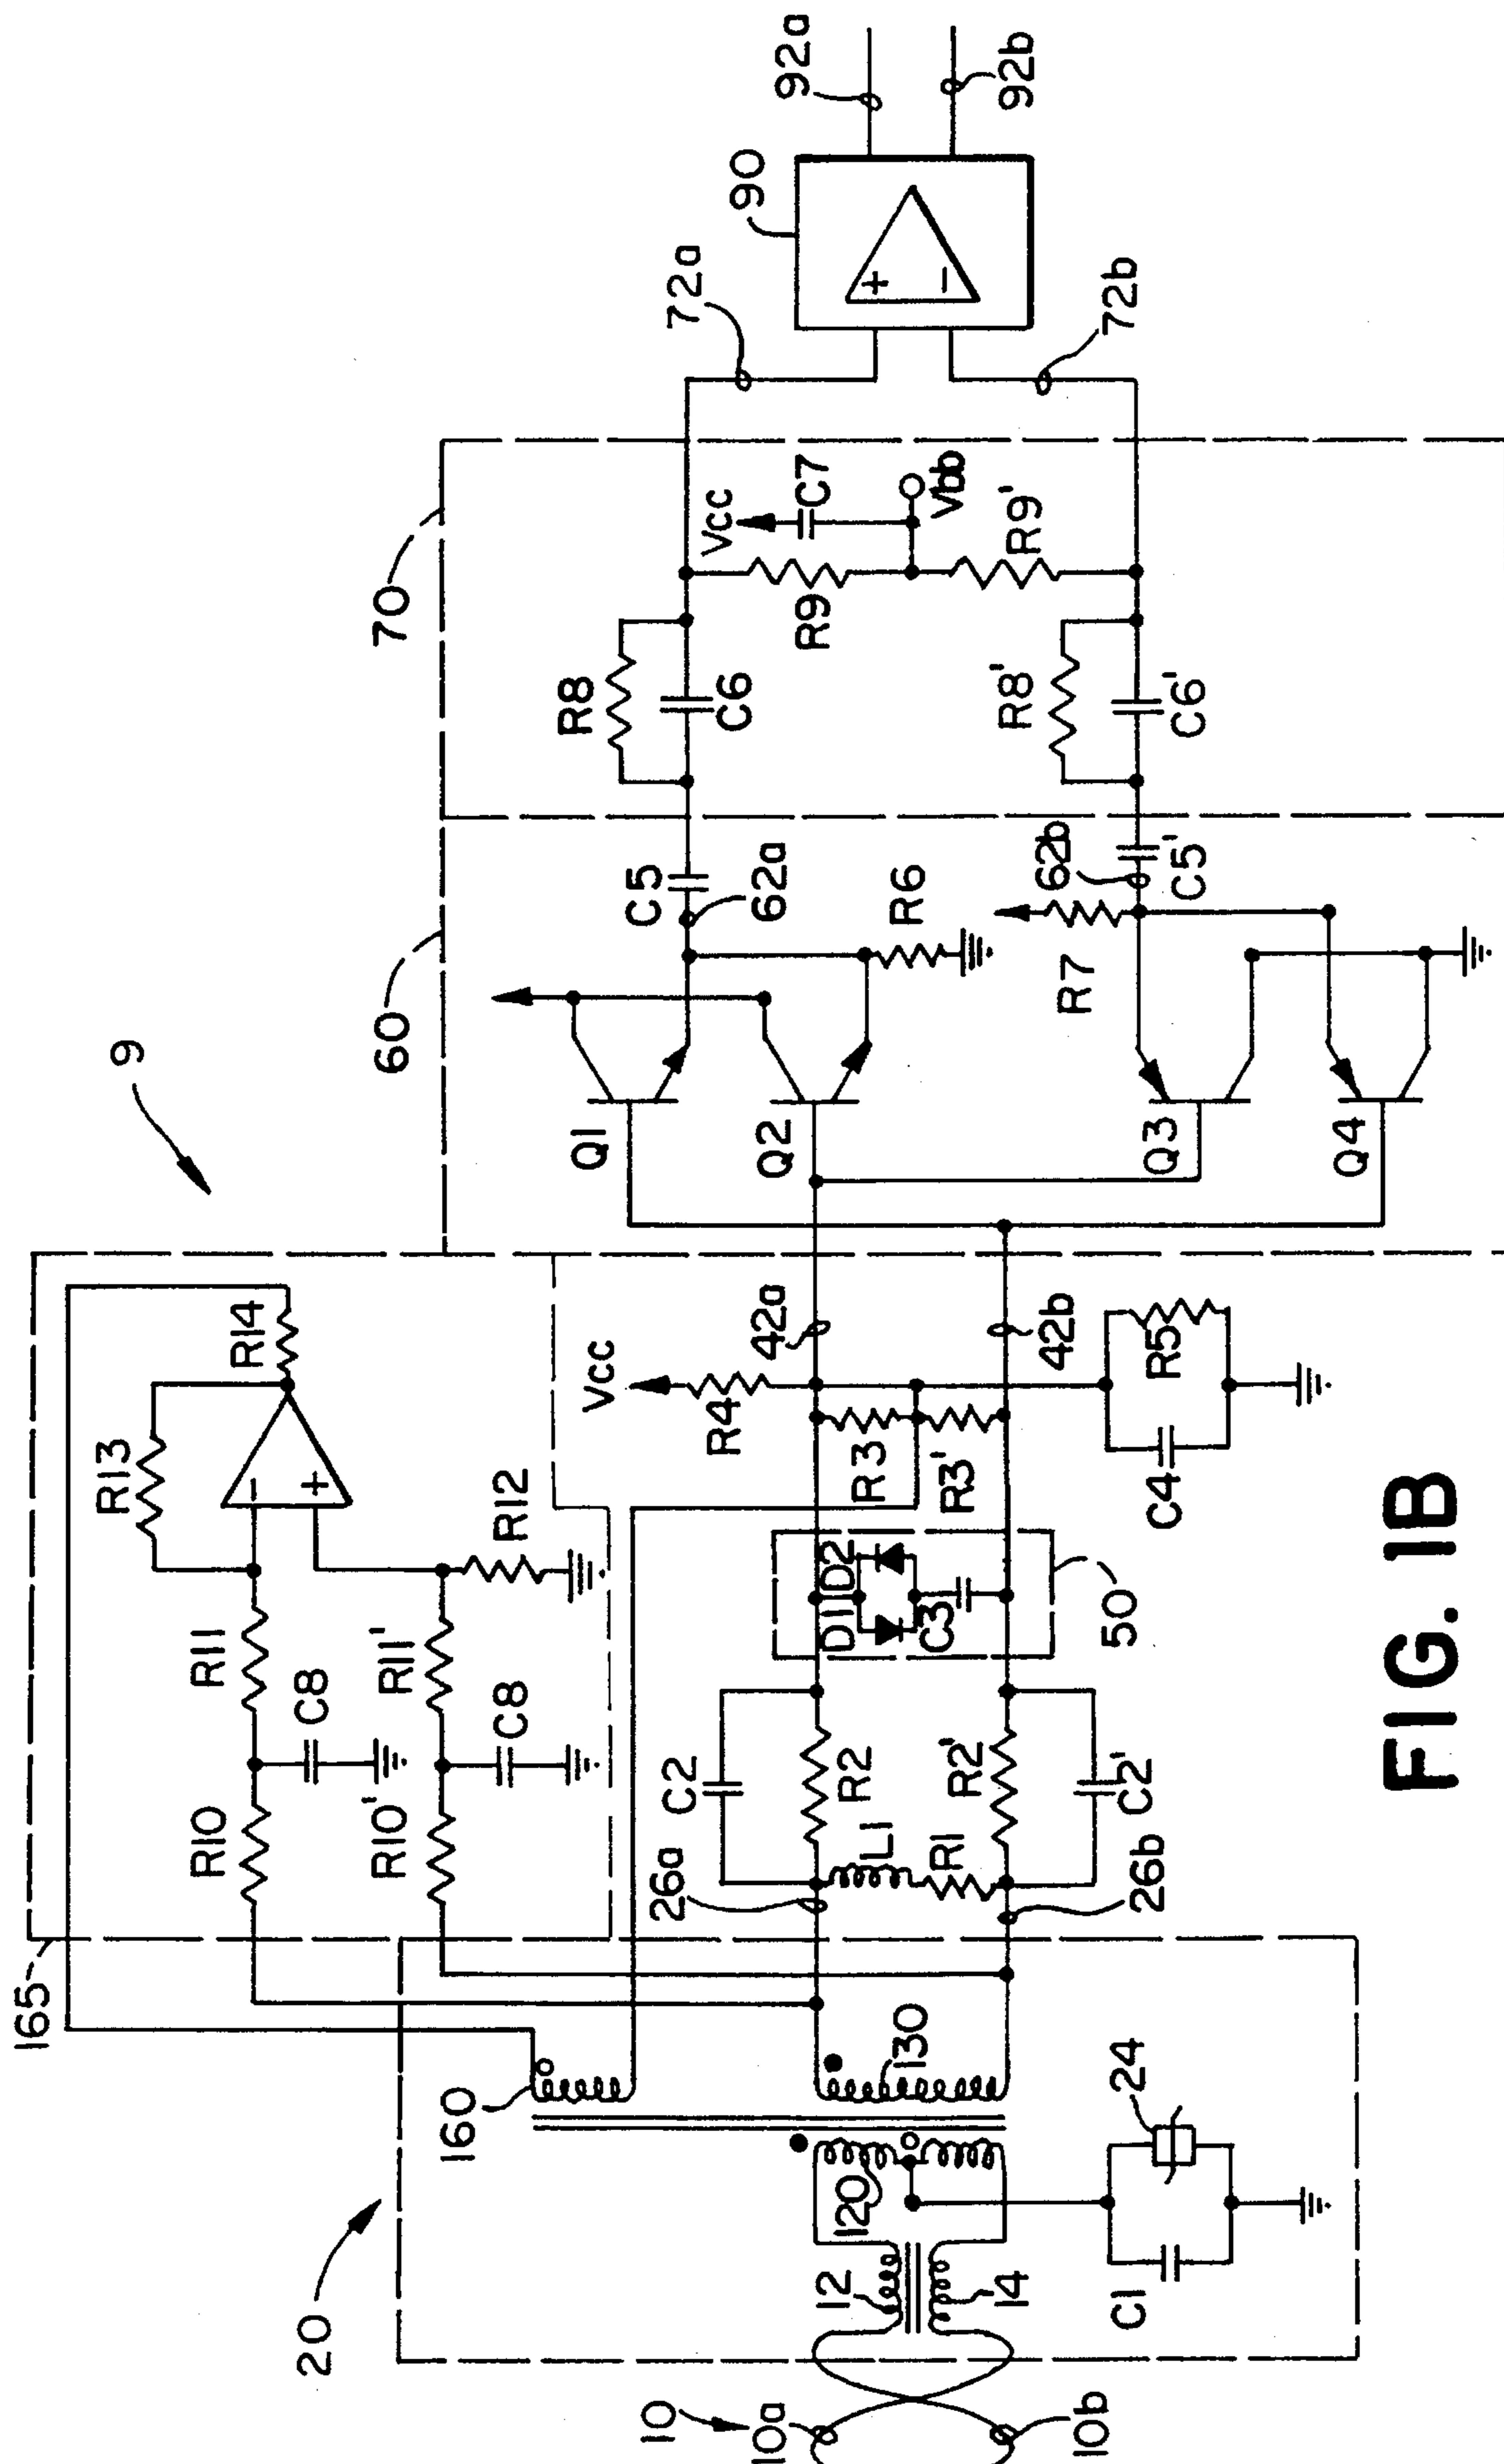 FIG. 1B
9
20
10
10a
10b
12
14
120
130
160
C1
24
165
R10
R11
C8
R10'
R11'
C8
R12
R13
R14
-
+
26a
26b
L1
R1
C2
R2
R2'
C2'
D1
D2
C3
50
R3
R3'
R4
Vcc
42a
42b
C4
R5
60
Q1
Q2
Q3
Q4
R6
R7
62a
62b
C5
C5'
70
R8
C6
R8'
C6'
R9
R9'
Vcc
C7
Vbb
72a
72b
90
+
-
92a
92b